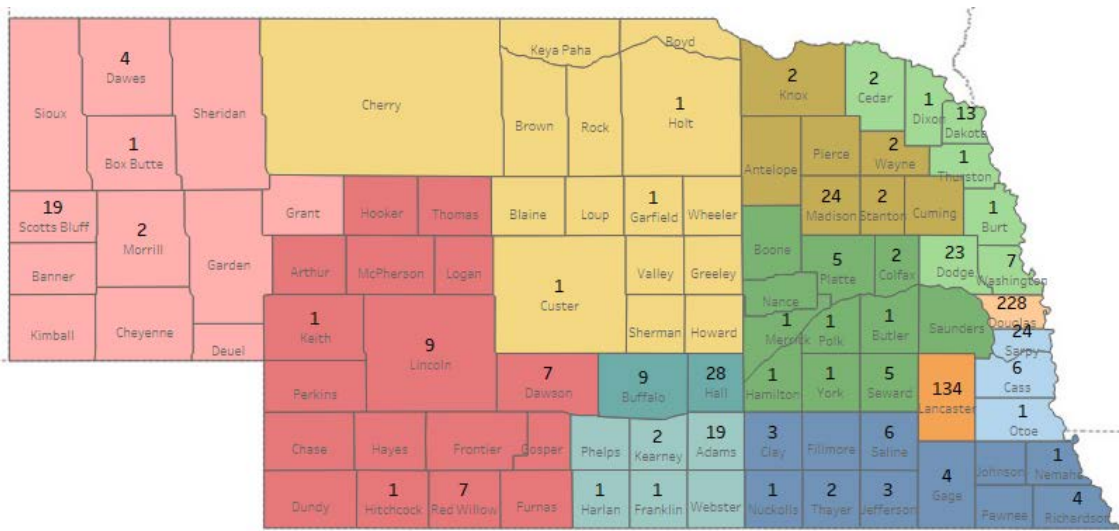 4
Dawes
Sioux
Sheridan
1
Box Butte
Cherry
Keya Paha
Boyd
Brown
Rock
1
Holt
2
Knox
2
Cedar
1
Dixon
13
Dakota
Antelope
Pierce
2
Wayne
1
Thurston
19
Scotts Bluff
2
Morrill
Garden
Grant
Hooker
Thomas
Blaine
Loup
1
Garfield
Wheeler
24
Madison
2
Stanton
Cuming
1
Burt
Banner
Arthur
McPherson
Logan
1
Custer
Valley
Greeley
Boone
5
Platte
2
Colfax
23
Dodge
7
Washington
Nance
Kimball
Cheyenne
Deuel
1
Keith
9
Lincoln
Sherman
Howard
1
Merrick
1
Polk
1
Butler
Saunders
228
Douglas
24
Sarpy
Perkins
7
Dawson
9
Buffalo
28
Hall
1
Hamilton
1
York
5
Seward
134
Lancaster
6
Cass
1
Otoe
Chase
Hayes
Frontier
Gosper
Phelps
2
Kearney
19
Adams
3
Clay
Fillmore
6
Saline
4
Gage
Johnson
1
Nemaha
Dundy
1
Hitchcock
7
Red Willow
Furnas
1
Harlan
1
Franklin
Webster
1
Nuckolls
2
Thayer
3
Jefferson
Pawnee
4
Richardson